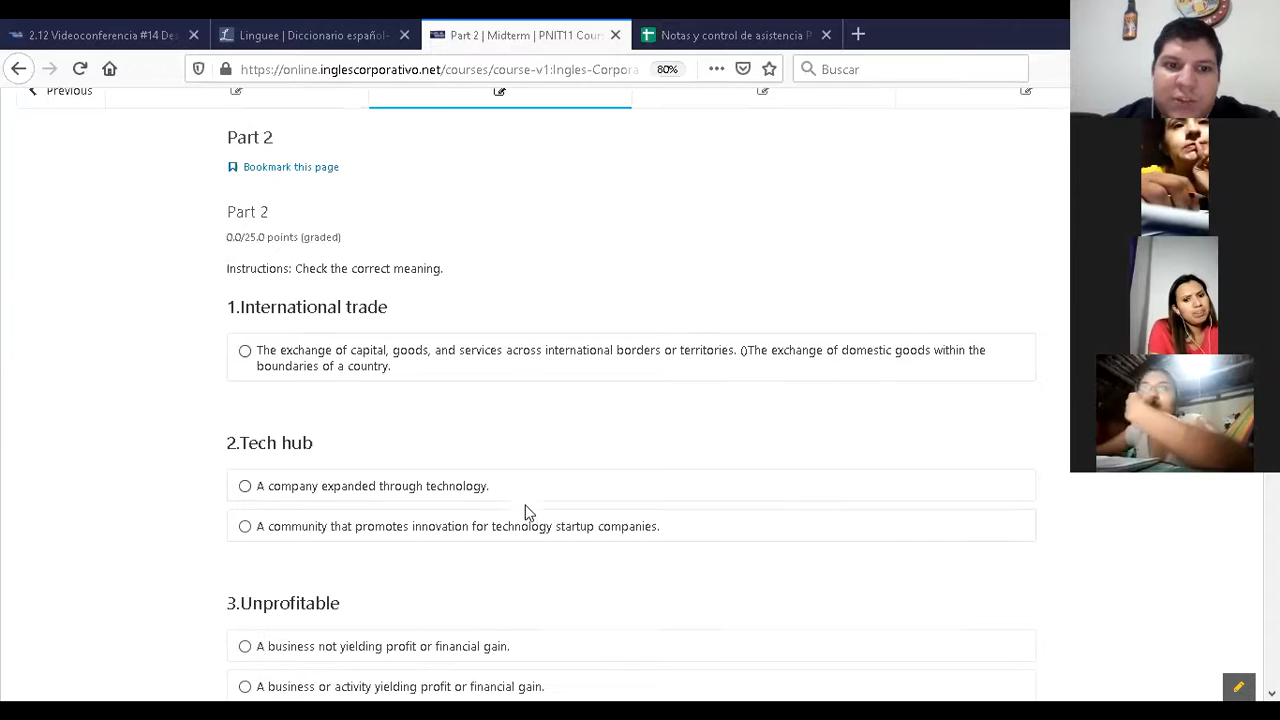 2.12 Videoconferencia #14 De
Linguee | Diccionario español-
Part 2 | Midterm | PNIT11 Cour
Notas y control de asistencia P
https://online.inglescorporativo.net/courses/course-v1:Ingles-Corpora
80%
Buscar
Previous
Part 2
Bookmark this page
Part 2
0.0/25.0 points (graded)
Instructions: Check the correct meaning.
1.International trade
The exchange of capital, goods, and services across international borders or territories. ()The exchange of domestic goods within the
boundaries of a country.
2.Tech hub
A company expanded through technology.
A community that promotes innovation for technology startup companies.
3.Unprofitable
A business not yielding profit or financial gain.
A business or activity yielding profit or financial gain.